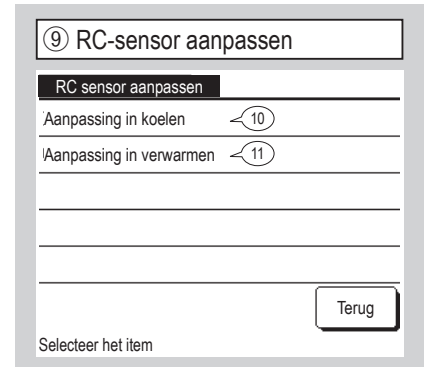 ⑨ RC-sensor aanpassen
RC sensor aanpassen
Aanpassing in koelen 10
Aanpassing in verwarmen 11
Terug
Selecteer het item